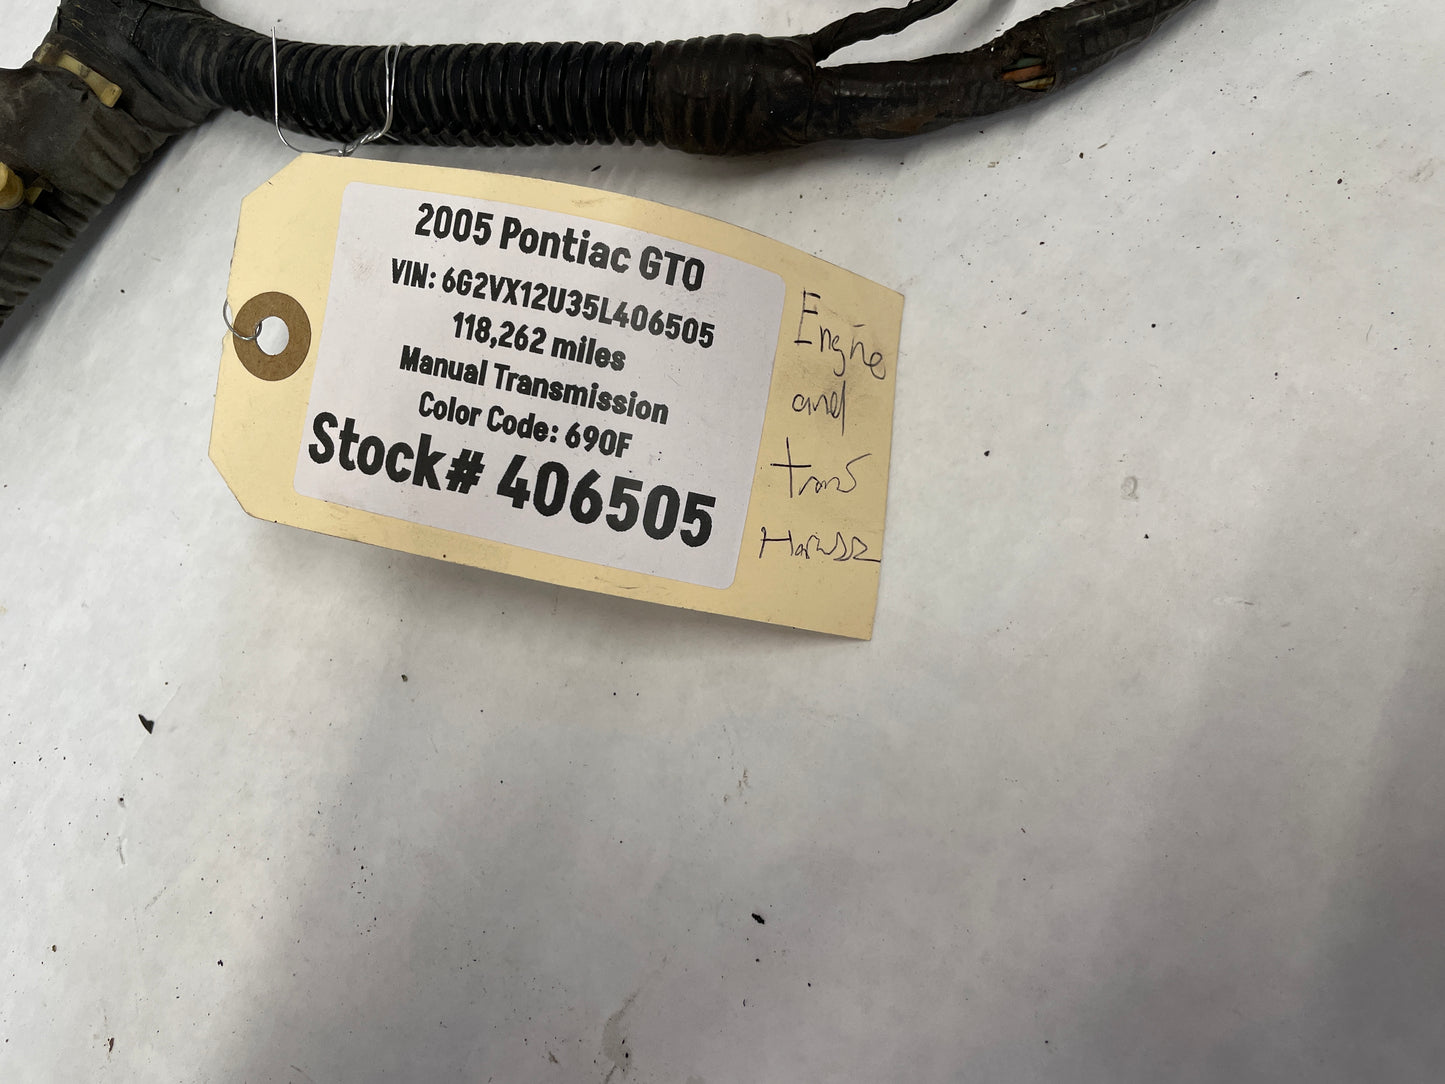 2005 Pontiac GTO
VIN: 6G2VX12U35L406505
118,262 miles
Manual Transmission
Color Code: 690F
Stock# 406505
Engine
and
trans
Harness